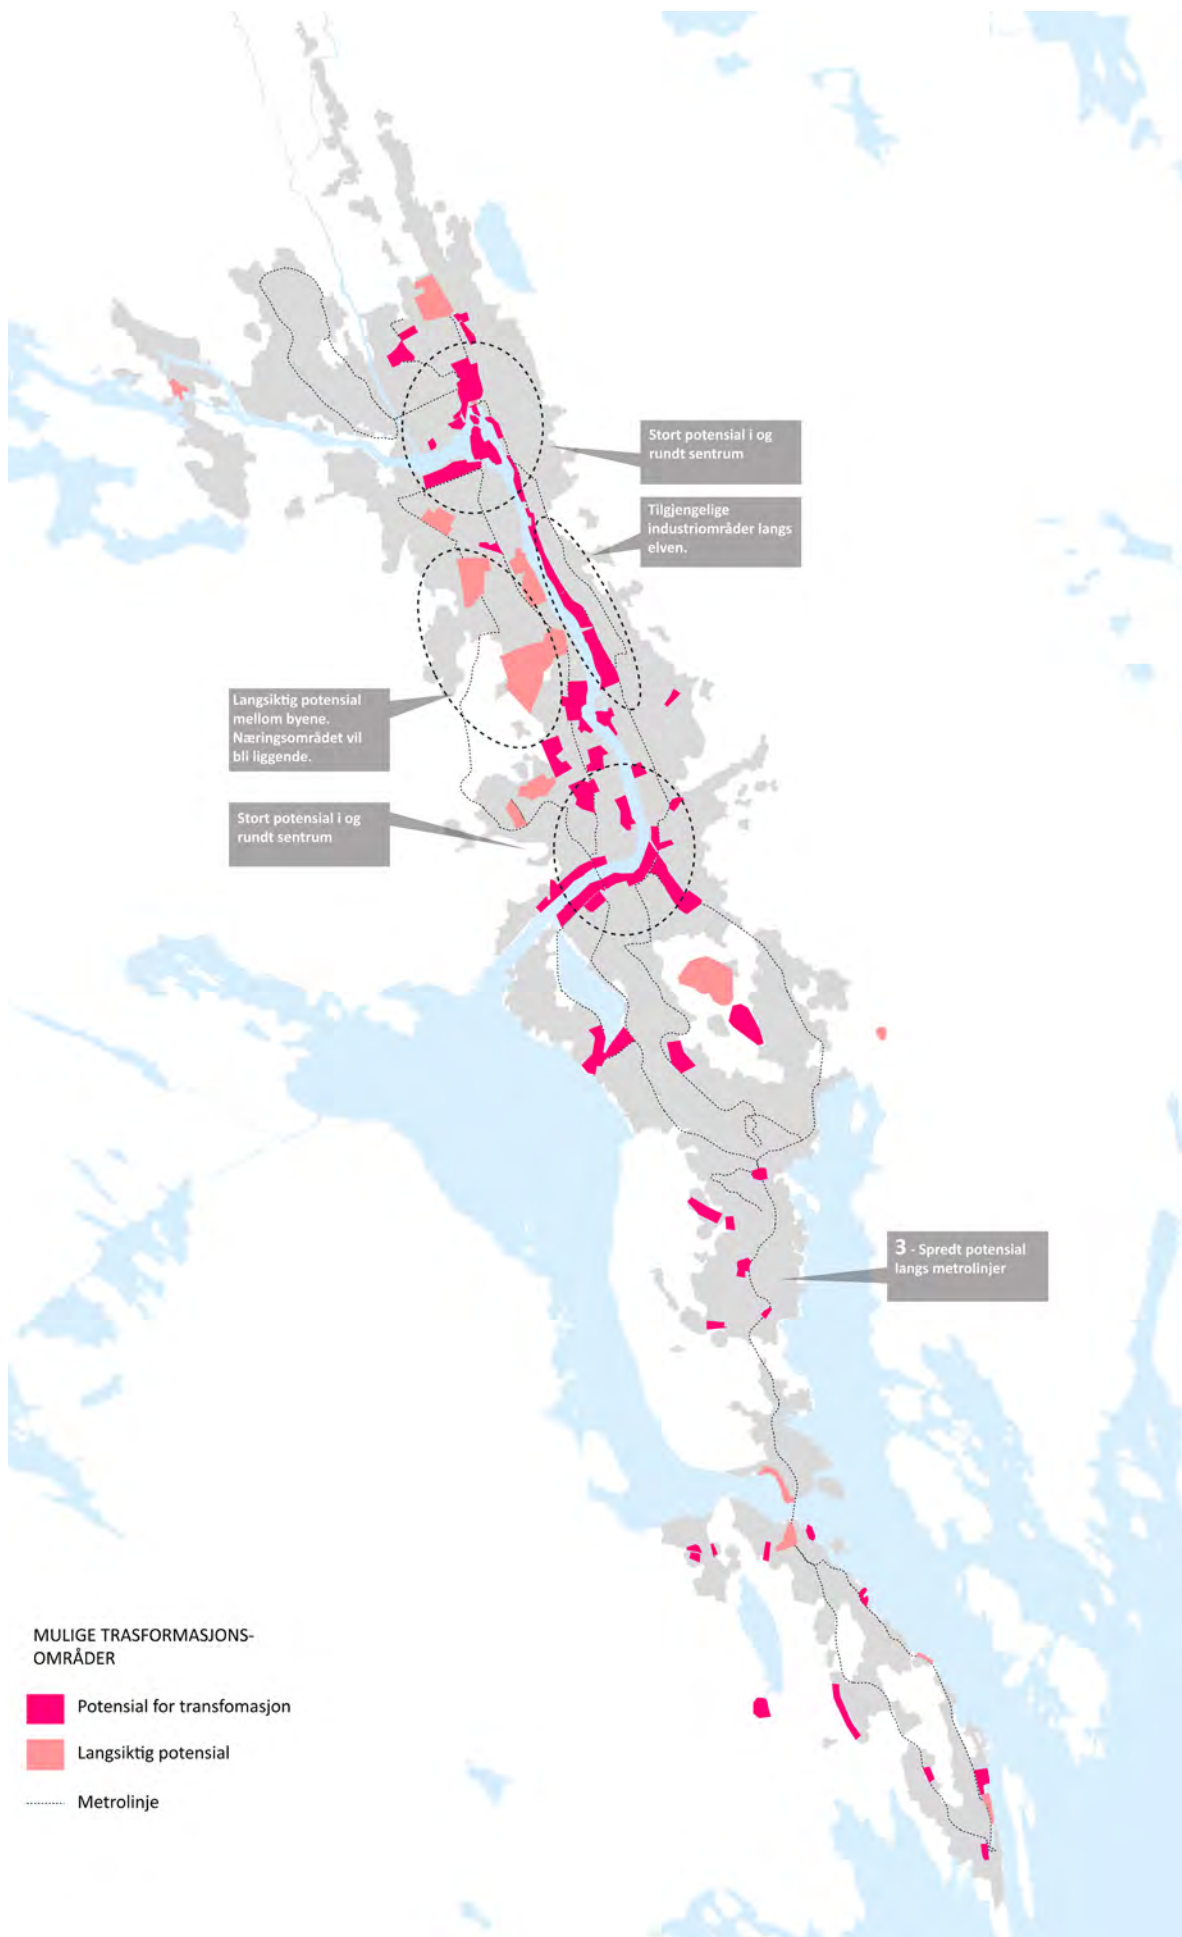 Stort potensial i og
rundt sentrum
Tilgjengelige
industriområder langs
elven.
Langsiktig potensial
mellom byene.
Næringsområdet vil
bli liggende.
Stort potensial i og
rundt sentrum
3 - Spredt potensial
langs metrolinjer
MULIGE TRASFORMASJONS-
OMRÅDER
Potensial for transfomasjon
Langsiktig potensial
Metrolinje